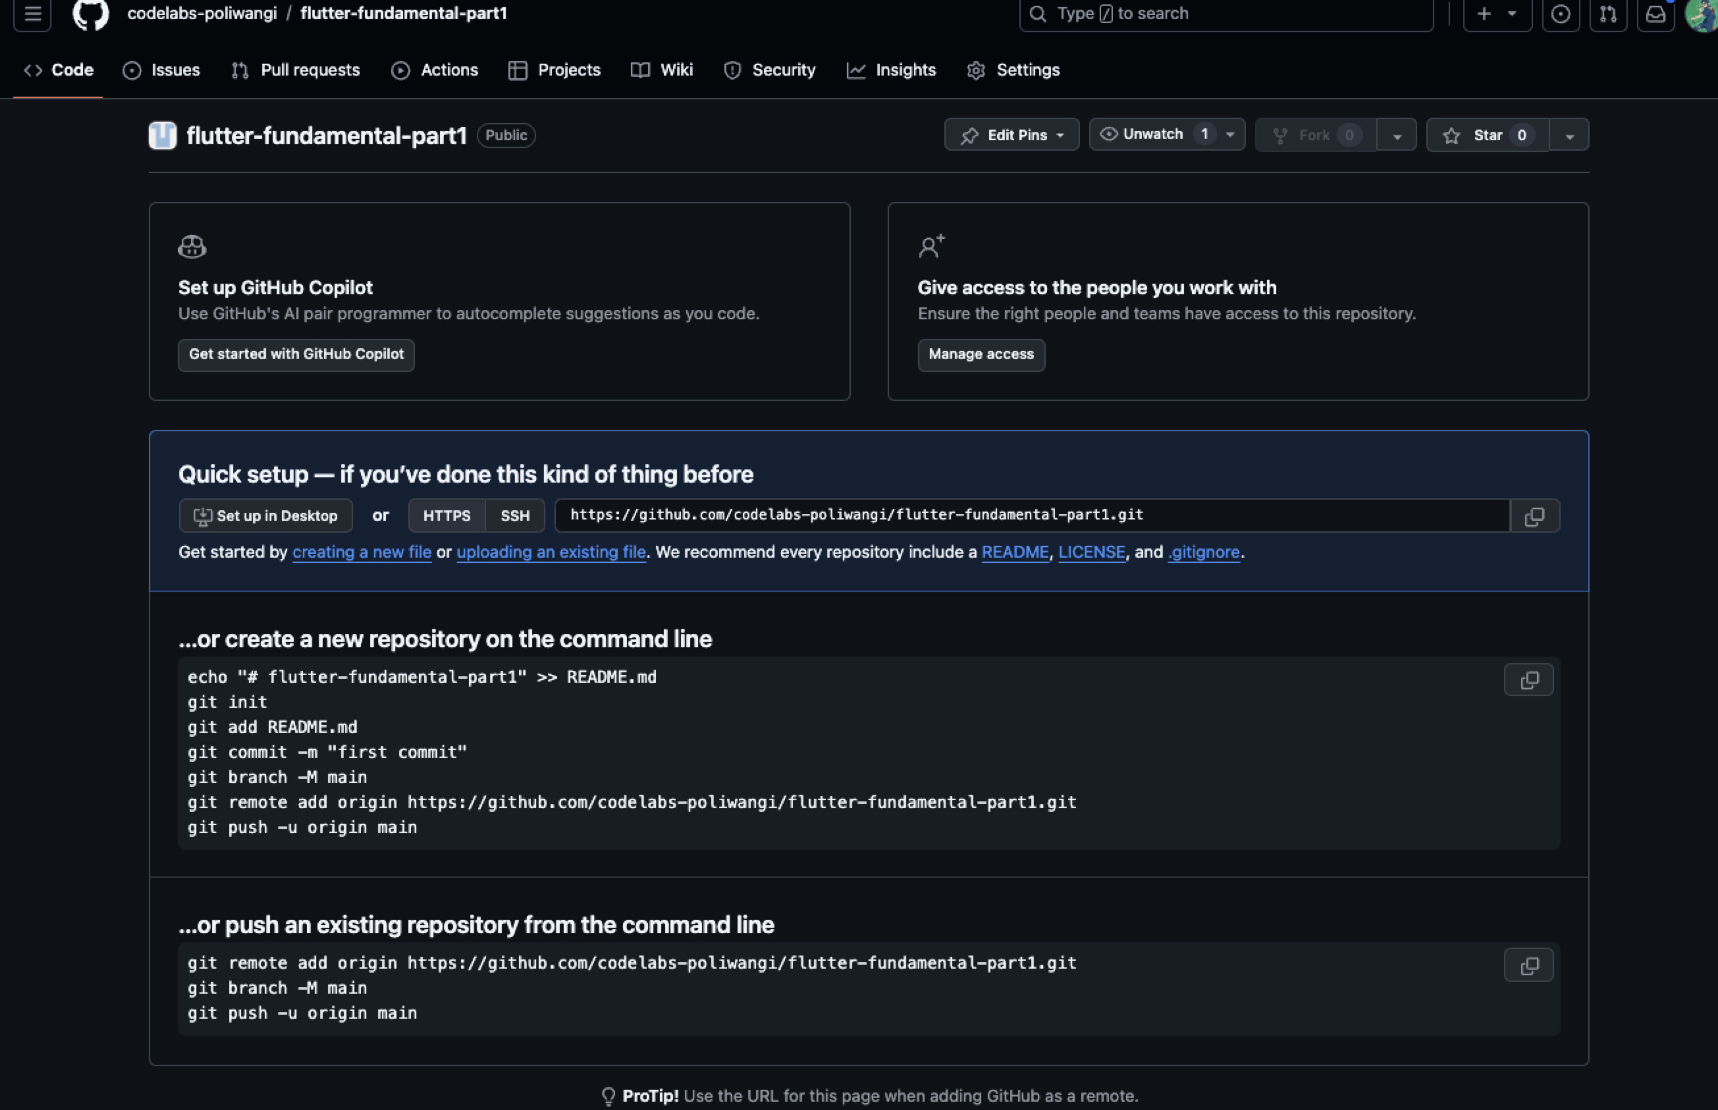 codelabs-poliwangi / flutter-fundamental-part1
Type / to search
Code Issues Pull requests Actions Projects Wiki Security Insights Settings
flutter-fundamental-part1 Public
Edit Pins Unwatch 1 Fork 0 Star 0
Set up GitHub Copilot
Use GitHub's AI pair programmer to autocomplete suggestions as you code.
Get started with GitHub Copilot
Give access to the people you work with
Ensure the right people and teams have access to this repository.
Manage access
Quick setup — if you’ve done this kind of thing before
Set up in Desktop or HTTPS SSH https://github.com/codelabs-poliwangi/flutter-fundamental-part1.git
Get started by creating a new file or uploading an existing file. We recommend every repository include a README, LICENSE, and .gitignore.
...or create a new repository on the command line
echo "# flutter-fundamental-part1" >> README.md
git init
git add README.md
git commit -m "first commit"
git branch -M main
git remote add origin https://github.com/codelabs-poliwangi/flutter-fundamental-part1.git
git push -u origin main
...or push an existing repository from the command line
git remote add origin https://github.com/codelabs-poliwangi/flutter-fundamental-part1.git
git branch -M main
git push -u origin main
ProTip! Use the URL for this page when adding GitHub as a remote.